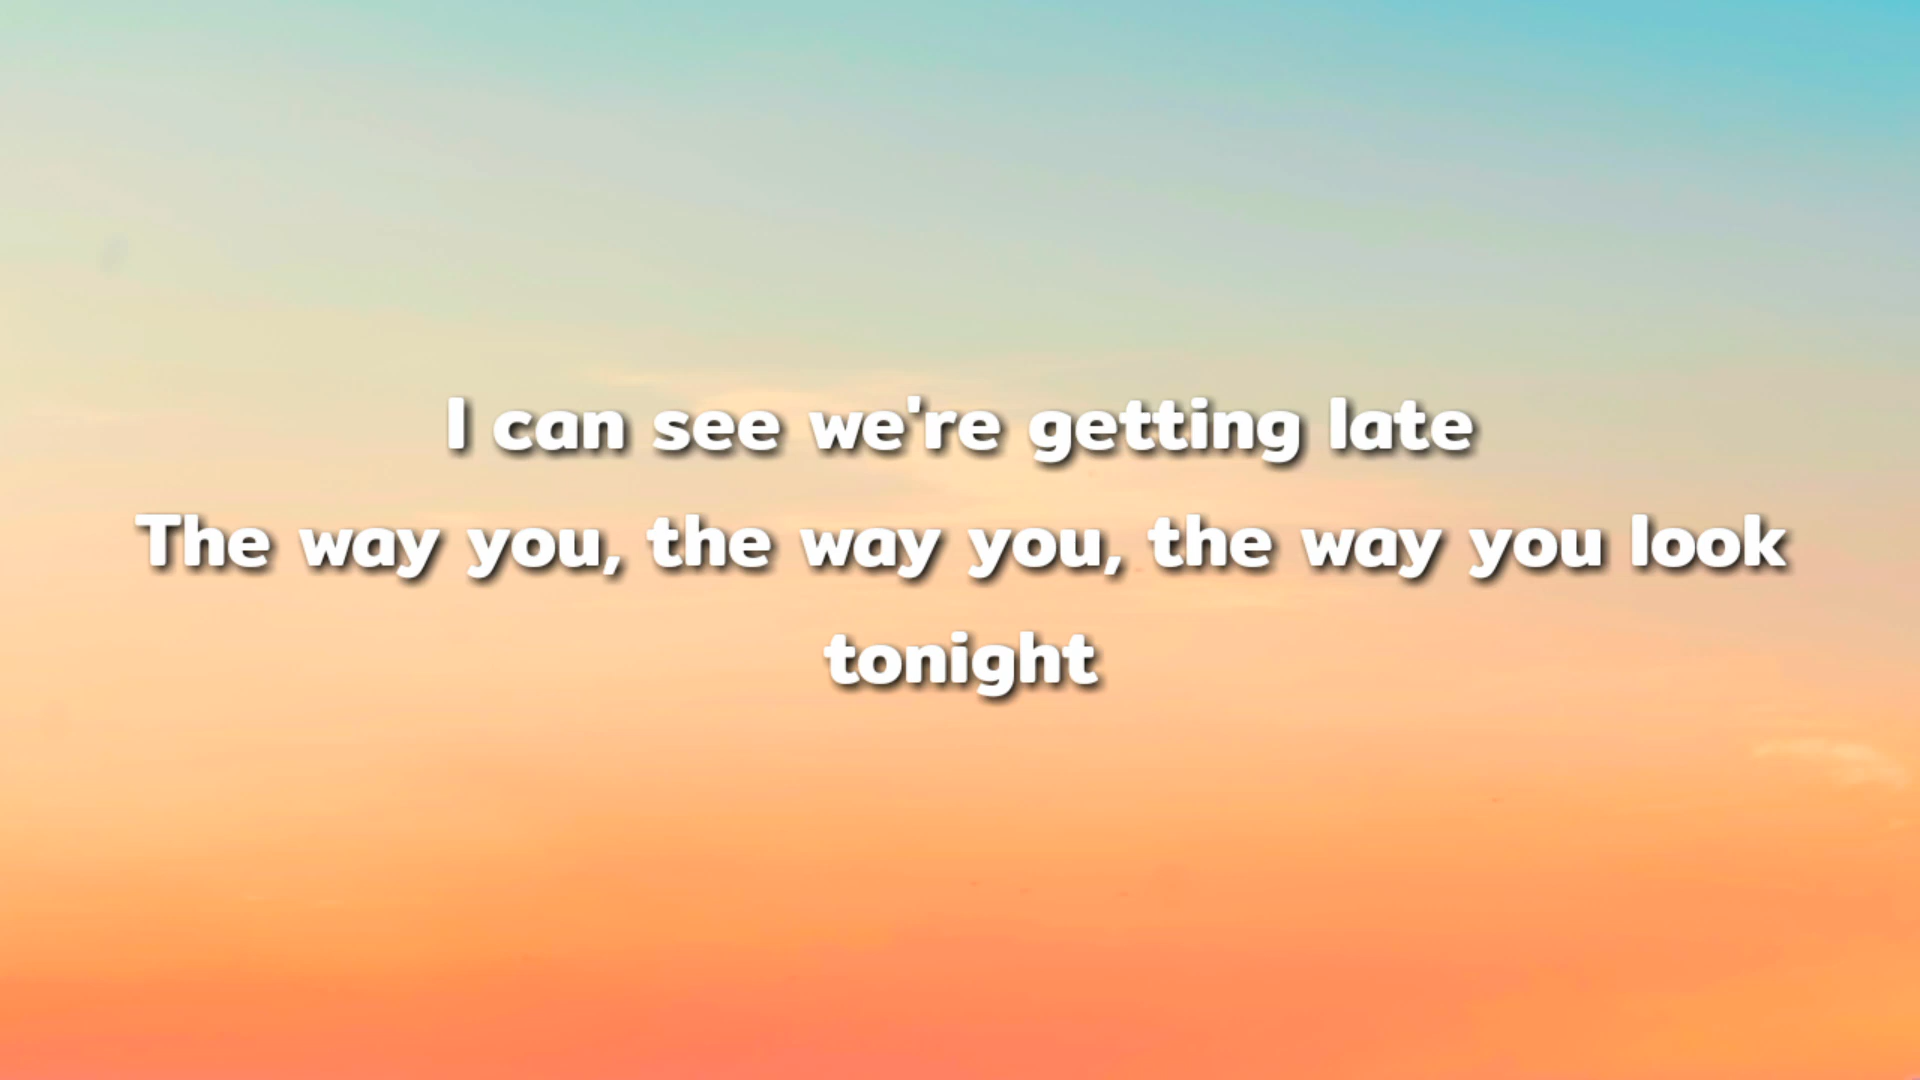 I can see we're getting late
The way you, the way you, the way you look
tonight